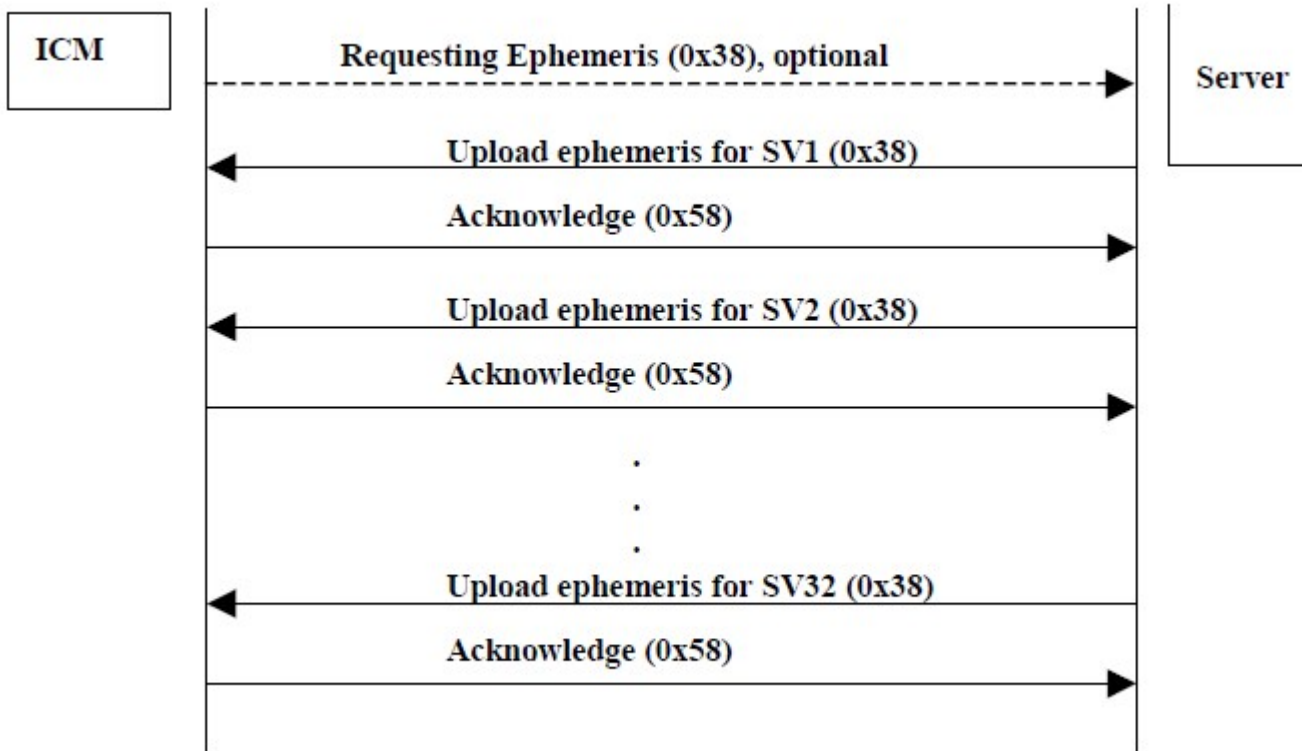 ICM
Requesting Ephemeris (0x38), optional
Server
Upload ephemeris for SV1 (0x38)
Acknowledge (0x58)
Upload ephemeris for SV2 (0x38)
Acknowledge (0x58)
.
.
.
Upload ephemeris for SV32 (0x38)
Acknowledge (0x58)